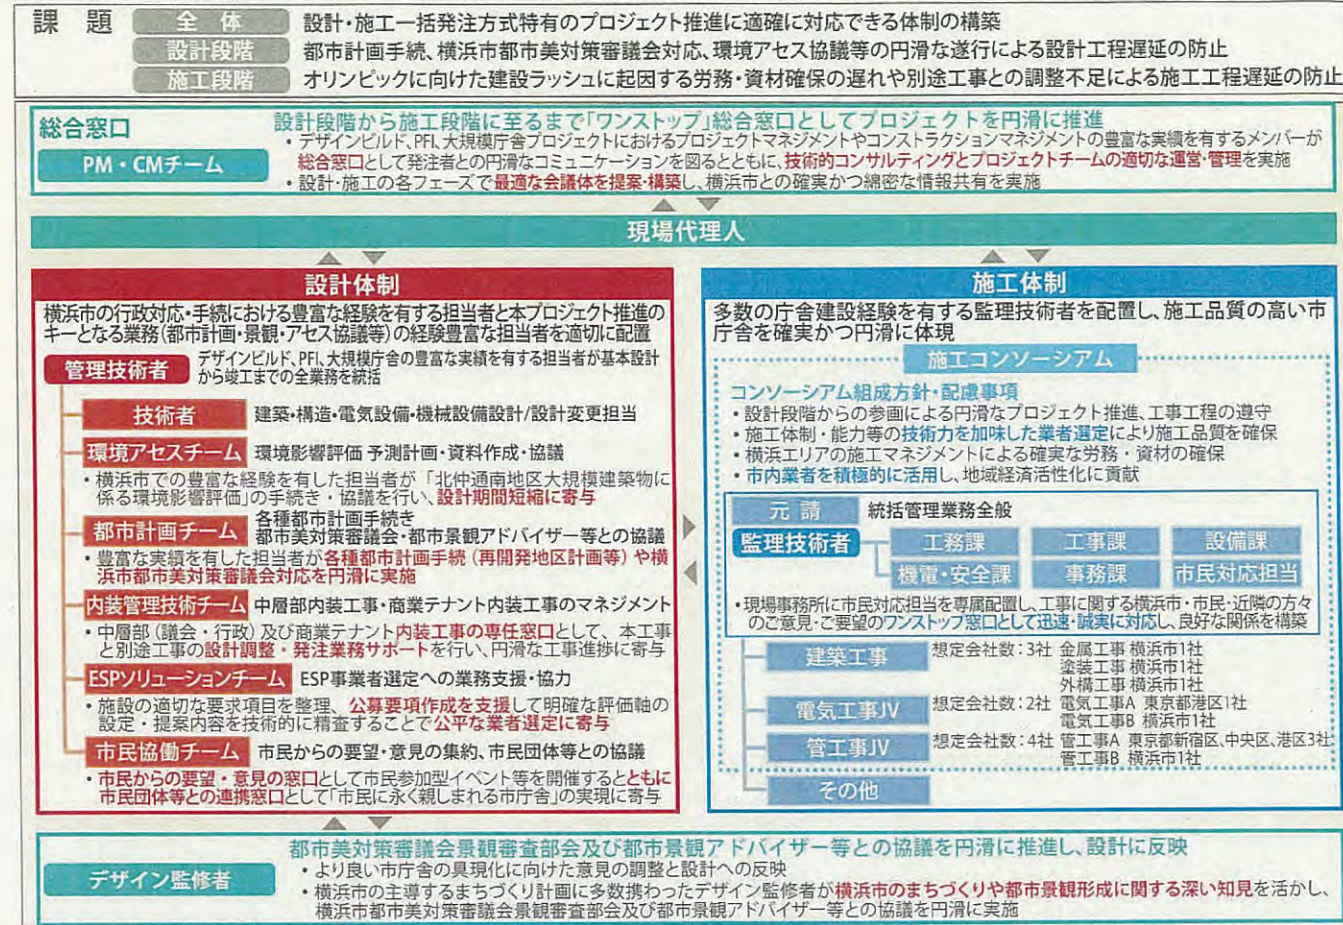 課題 全体 設計・施工一括発注方式特有のプロジェクト推進に適確に対応できる体制の構築
設計段階 都市計画手続、横浜市都市美対策審議会対応、環境アセス協議等の円滑な遂行による設計工程遅延の防止
施工段階 オリンピックに向けた建設ラッシュに起因する労務・資材確保の遅れや別途工事との調整不足による施工工程遅延の防止
総合窓口 設計段階から施工段階に至るまで「ワンストップ」総合窓口としてプロジェクトを円滑に推進
PM・CMチーム
・デザインビルド、PFI、大規模庁舎プロジェクトにおけるプロジェクトマネジメントやコンストラクションマネジメントの豊富な実績を有するメンバーが
総合窓口として発注者との円滑なコミュニケーションを図るとともに、技術的コンサルティングとプロジェクトチームの適切な運営・管理を実施
・設計・施工の各フェーズで最適な会議体を提案・構築し、横浜市との確実かつ綿密な情報共有を実施
現場代理人
設計体制
横浜市の行政対応・手続における豊富な経験を有する担当者と本プロジェクト推進の
キーとなる業務(都市計画・景観・アセス協議等)の経験豊富な担当者を適切に配置
管理技術者 デザインビルド、PFI、大規模庁舎の豊富な実績を有する担当者が基本設計
から竣工までの全業務を統括
技術者 建築・構造・電気設備・機械設備設計/設計変更担当
環境アセスチーム 環境影響評価 予測計画・資料作成・協議
・横浜市での豊富な経験を有した担当者が「北仲通南地区大規模建築物に
係る環境影響評価」の手続き・協議を行い、設計期間短縮に寄与
都市計画チーム 各種都市計画手続き
都市美対策審議会・都市景観アドバイザー等との協議
・豊富な実績を有した担当者が各種都市計画手続(再開発地区計画等)や横
浜市都市美対策審議会対応を円滑に実施
内装管理技術チーム 中層部内装工事・商業テナント内装工事のマネジメント
・中層部(議会・行政)及び商業テナント内装工事の専任窓口として、本工事
と別途工事の設計調整・発注業務サポートを行い、円滑な工事進捗に寄与
ESPソリューションチーム ESP事業者選定への業務支援・協力
・施設の適切な要求項目を整理、公募要項作成を支援して明確な評価軸の
設定・提案内容を技術的に精査することで公平な業者選定に寄与
市民協働チーム 市民からの要望・意見の集約、市民団体等との協議
・市民からの要望・意見の窓口として市民参加型イベント等を開催するとともに
市民団体等との連携窓口として「市民に永く親しまれる市庁舎」の実現に寄与
施工体制
多数の庁舎建設経験を有する監理技術者を配置し、施工品質の高い市
庁舎を確実かつ円滑に体現
施工コンソーシアム
コンソーシアム組成方針・配慮事項
・設計段階からの参画による円滑なプロジェクト推進、工事工程の遵守
・施工体制・能力等の技術力を加味した業者選定により施工品質を確保
・横浜エリアの施工マネジメントによる確実な労務・資材の確保
・市内業者を積極的に活用し、地域経済活性化に貢献
元請 統括管理業務全般
監理技術者 工務課 工事課 設備課
機電・安全課 事務課 市民対応担当
・現場事務所に市民対応担当を専属配置し、工事に関する横浜市・市民・近隣の方々
のご意見・ご要望のワンストップ窓口として迅速・誠実に対応し、良好な関係を構築
建築工事 想定会社数:3社 金属工事 横浜市1社
塗装工事 横浜市1社
外構工事 横浜市1社
電気工事JV 想定会社数:2社 電気工事A 東京都港区1社
電気工事B 横浜市1社
管工事JV 想定会社数:4社 管工事A 東京都新宿区、中央区、港区3社
管工事B 横浜市1社
その他
都市美対策審議会景観審査部会及び都市景観アドバイザー等との協議を円滑に推進し、設計に反映
デザイン監修者
・より良い市庁舎の具現化に向けた意見の調整と設計への反映
・横浜市の主導するまちづくり計画に多数携わったデザイン監修者が横浜市のまちづくりや都市景観形成に関する深い知見を活かし、
横浜市都市美対策審議会景観審査部会及び都市景観アドバイザー等との協議を円滑に実施